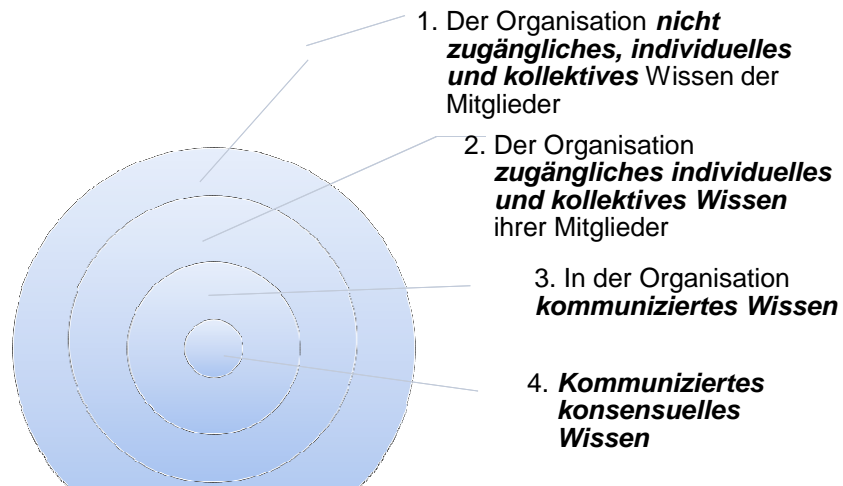 1. Der Organisation nicht
zugängliches, individuelles
und kollektives Wissen der
Mitglieder
2. Der Organisation
zugängliches individuelles
und kollektives Wissen
ihrer Mitglieder
3. In der Organisation
kommuniziertes Wissen
4. Kommuniziertes
konsensuelles
Wissen